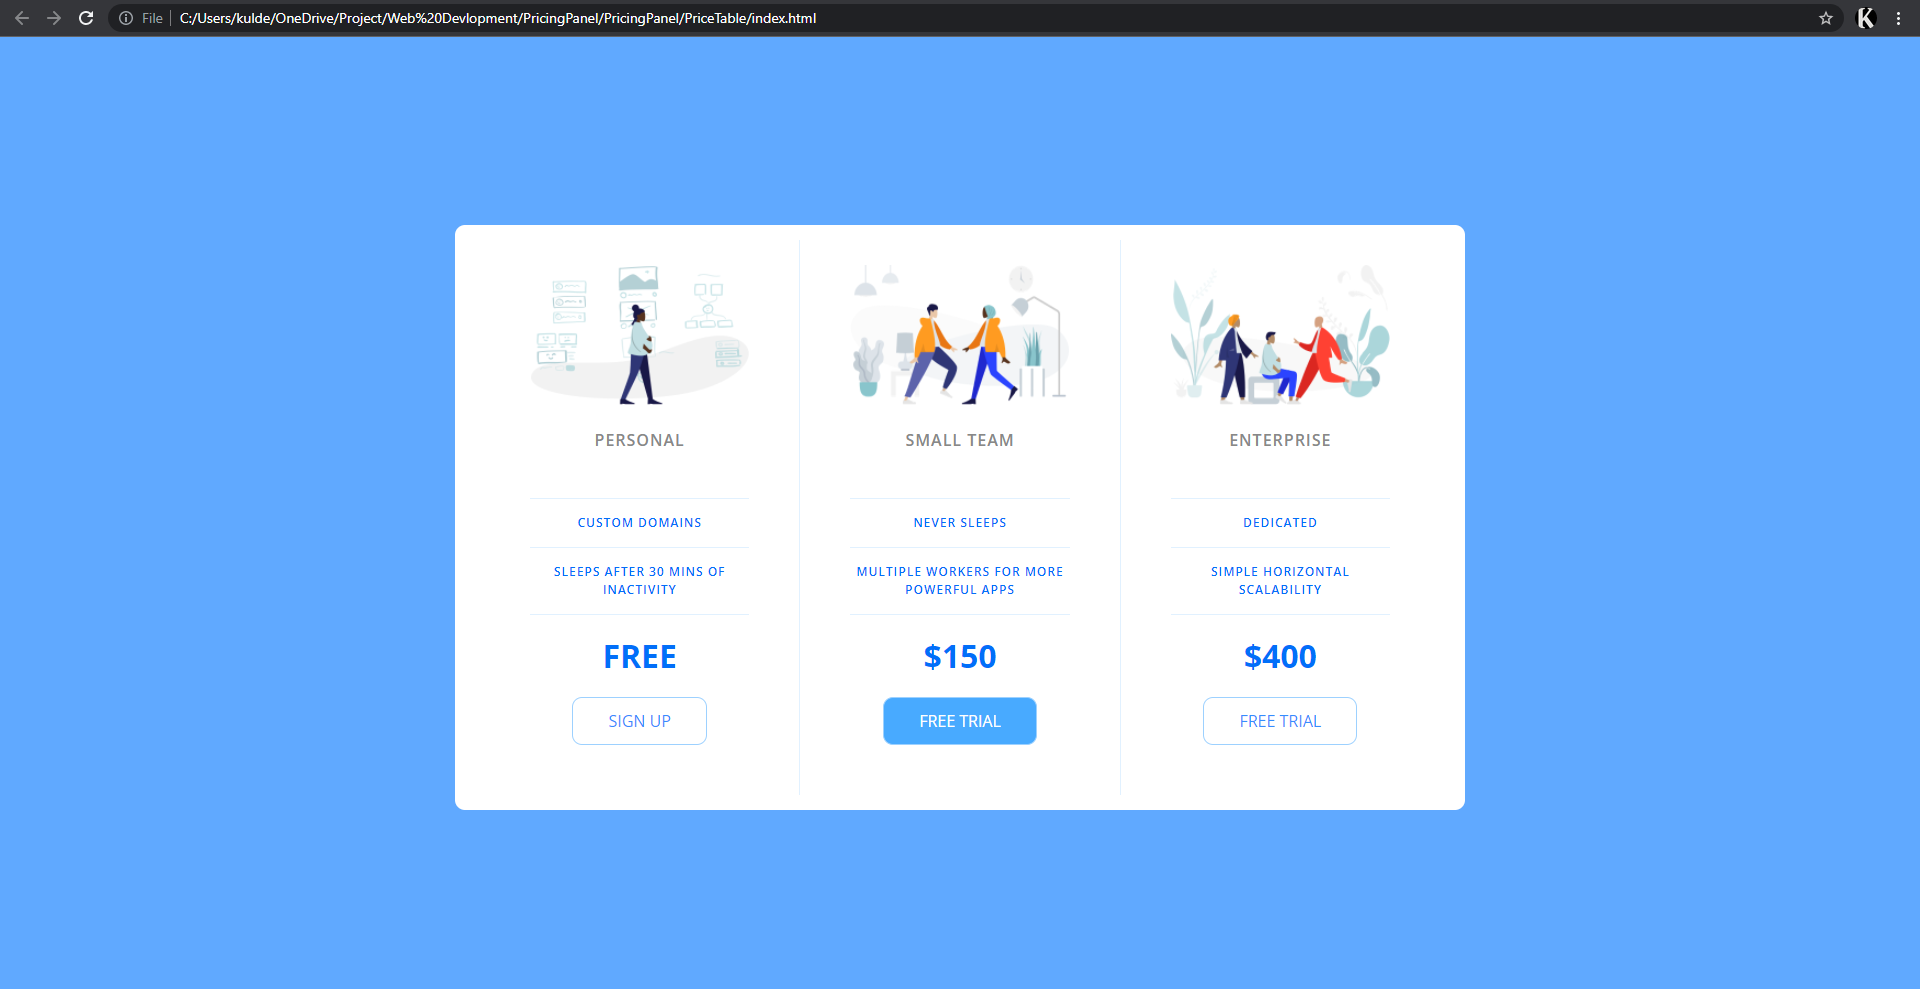 File
C:/Users/kulde/OneDrive/Project/Web%20Devlopment/PricingPanel/PricingPanel/PriceTable/index.html
K
PERSONAL
CUSTOM DOMAINS
SLEEPS AFTER 30 MINS OF
INACTIVITY
FREE
SIGN UP
SMALL TEAM
NEVER SLEEPS
MULTIPLE WORKERS FOR MORE
POWERFUL APPS
$150
FREE TRIAL
ENTERPRISE
DEDICATED
SIMPLE HORIZONTAL
SCALABILITY
$400
FREE TRIAL